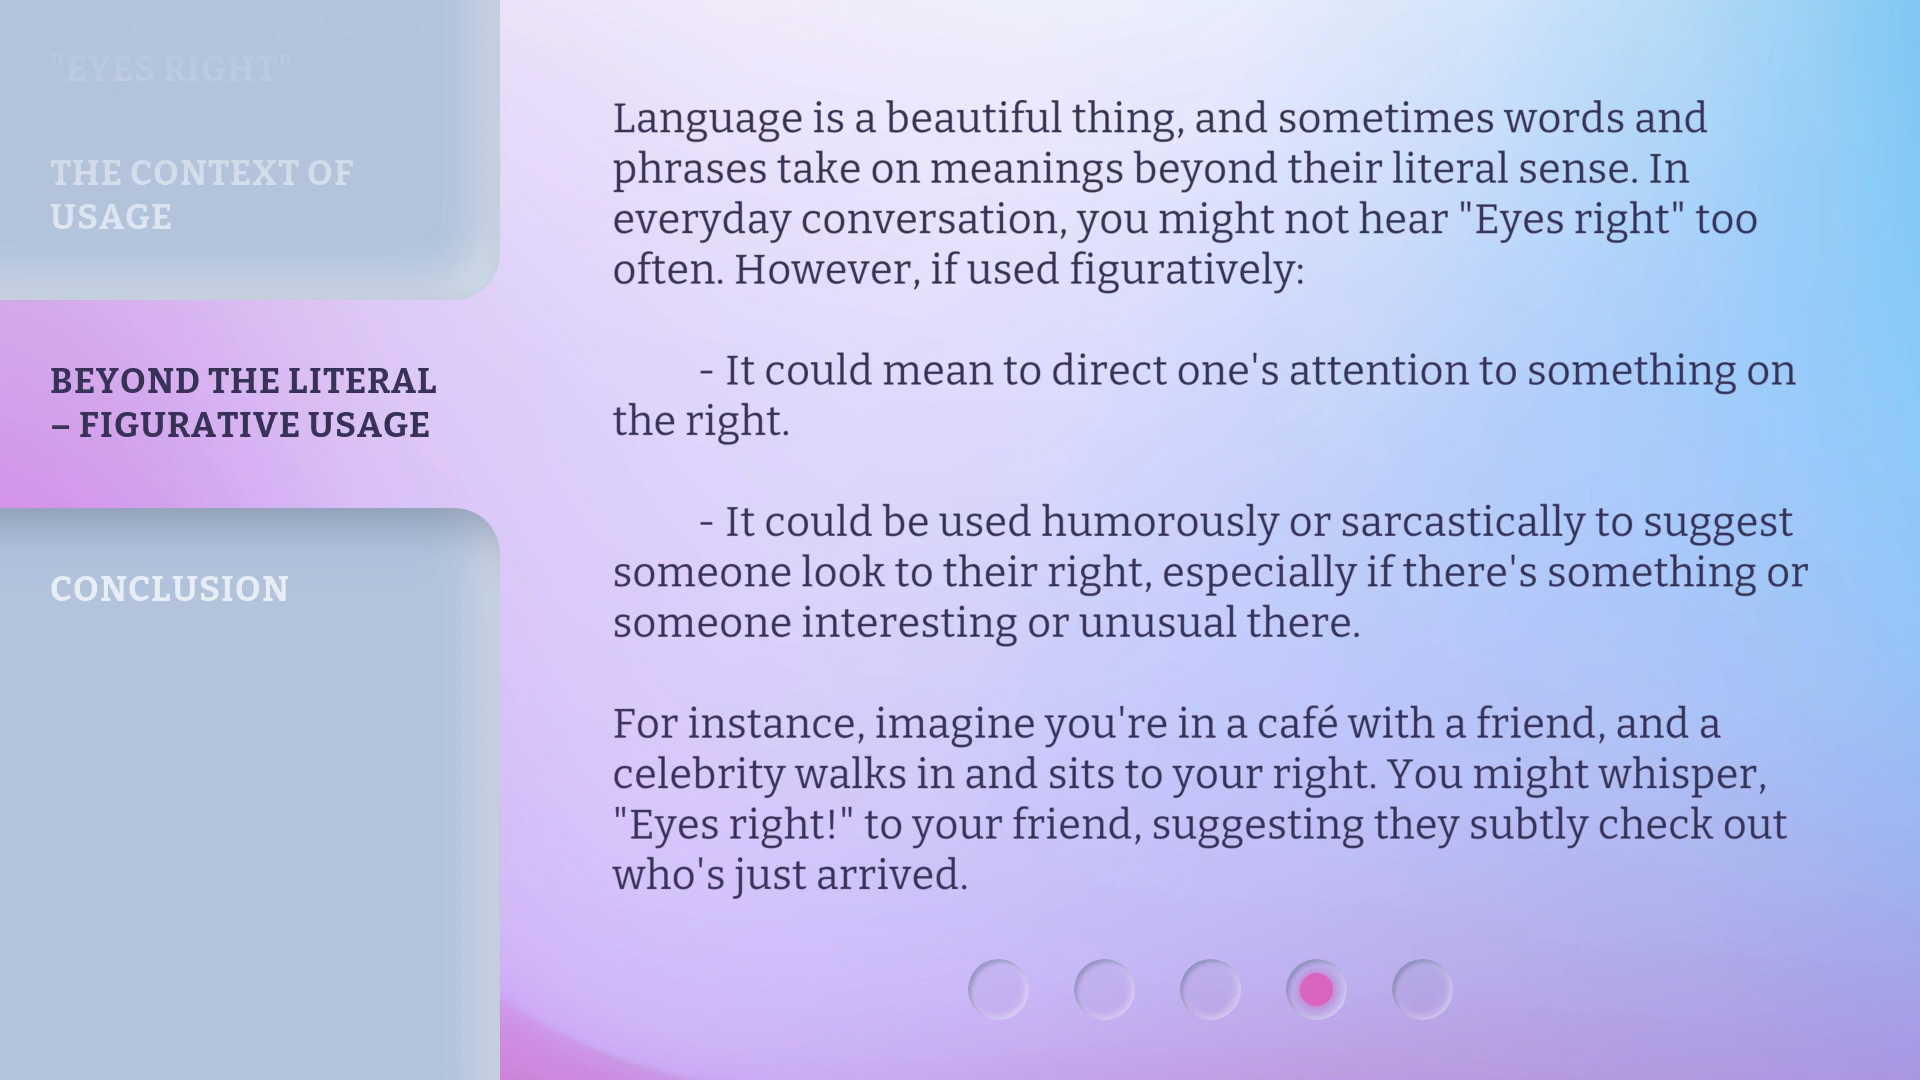 LITERAL MEANING OF
"EYES RIGHT"
THE CONTEXT OF
USAGE
BEYOND THE LITERAL
– FIGURATIVE USAGE
CONCLUSION
Language is a beautiful thing, and sometimes words and
phrases take on meanings beyond their literal sense. In
everyday conversation, you might not hear "Eyes right" too
often. However, if used figuratively:
- It could mean to direct one's attention to something on
the right.
- It could be used humorously or sarcastically to suggest
someone look to their right, especially if there's something or
someone interesting or unusual there.
For instance, imagine you're in a café with a friend, and a
celebrity walks in and sits to your right. You might whisper,
"Eyes right!" to your friend, suggesting they subtly check out
who's just arrived.